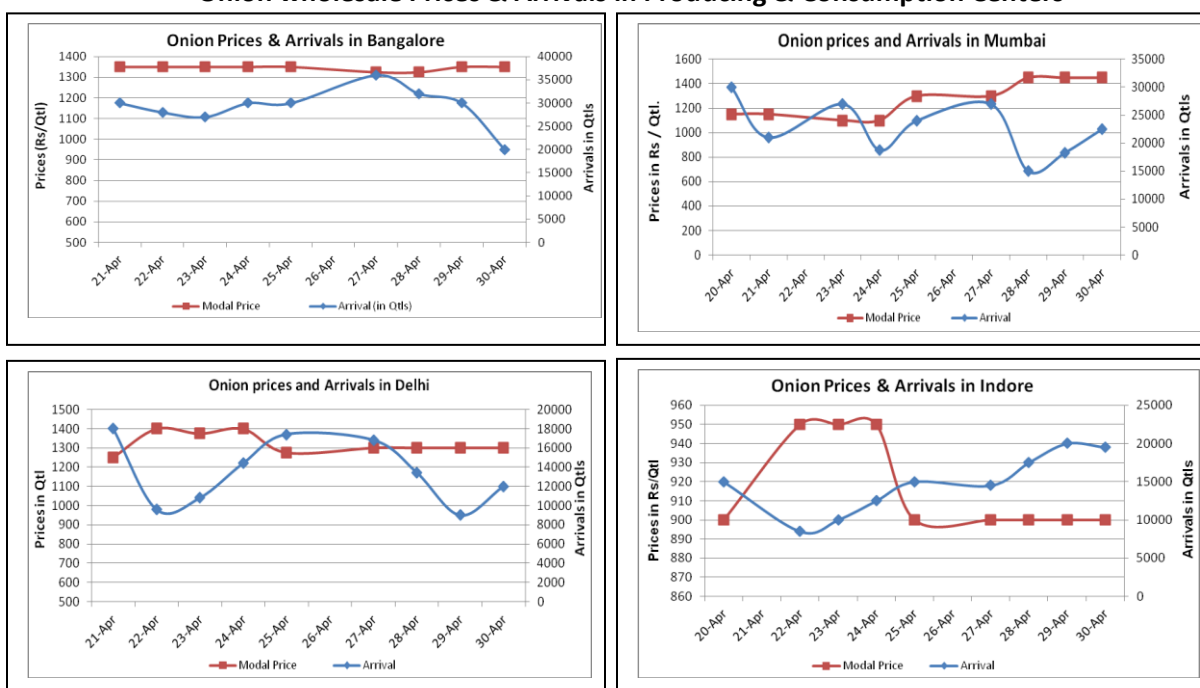 Onion Wholesale Prices & Arrivals in Producing & Consumption Centers
Onion Prices & Arrivals in Bangalore
Prices (Rs/Qtl)
1400
1300
1200
1100
1000
900
800
700
600
500
40000
35000
30000
25000
20000
15000
10000
5000
0
Arrivals in Qtls
21-Apr
22-Apr
23-Apr
24-Apr
25-Apr
26-Apr
27-Apr
28-Apr
29-Apr
30-Apr
Modal Price
Arrival (in Qtls)
Onion prices and Arrivals in Mumbai
Prices in Rs / Qtl.
1600
1400
1200
1000
800
600
400
200
0
35000
30000
25000
20000
15000
10000
5000
0
Arrivals in Qtls
20-Apr
21-Apr
22-Apr
23-Apr
24-Apr
25-Apr
26-Apr
27-Apr
28-Apr
29-Apr
30-Apr
Modal Price
Arrival
Onion prices and Arrivals in Delhi
Prices in Qtl
1500
1400
1300
1200
1100
1000
900
800
700
600
500
20000
18000
16000
14000
12000
10000
8000
6000
4000
2000
0
Arrivals in Qtls
21-Apr
22-Apr
23-Apr
24-Apr
25-Apr
26-Apr
27-Apr
28-Apr
29-Apr
30-Apr
Modal Price
Arrival
Onion Prices & Arrivals in Indore
Prices in Rs/Qtl
960
950
940
930
920
910
900
890
880
870
860
25000
20000
15000
10000
5000
0
Arrivals in Qtls
20-Apr
21-Apr
22-Apr
23-Apr
24-Apr
25-Apr
26-Apr
27-Apr
28-Apr
29-Apr
30-Apr
Modal Price
Arrival